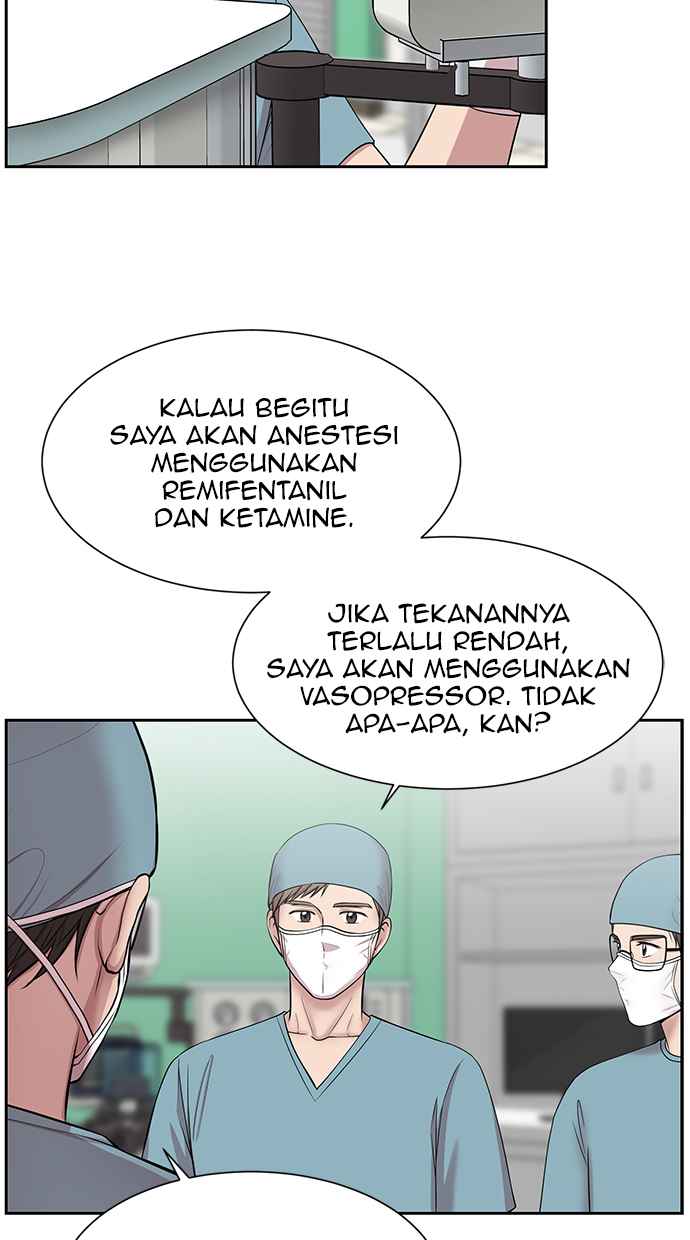 KALAU BEGITU
SAYA AKAN ANESTESI
MENGGUNAKAN
REMIFENTANIL
DAN KETAMINE.
JIKA TEKANANNYA
TERLALU RENDAH,
SAYA AKAN MENGGUNAKAN
VASOPRESSOR. TIDAK
APA-APA, KAN?